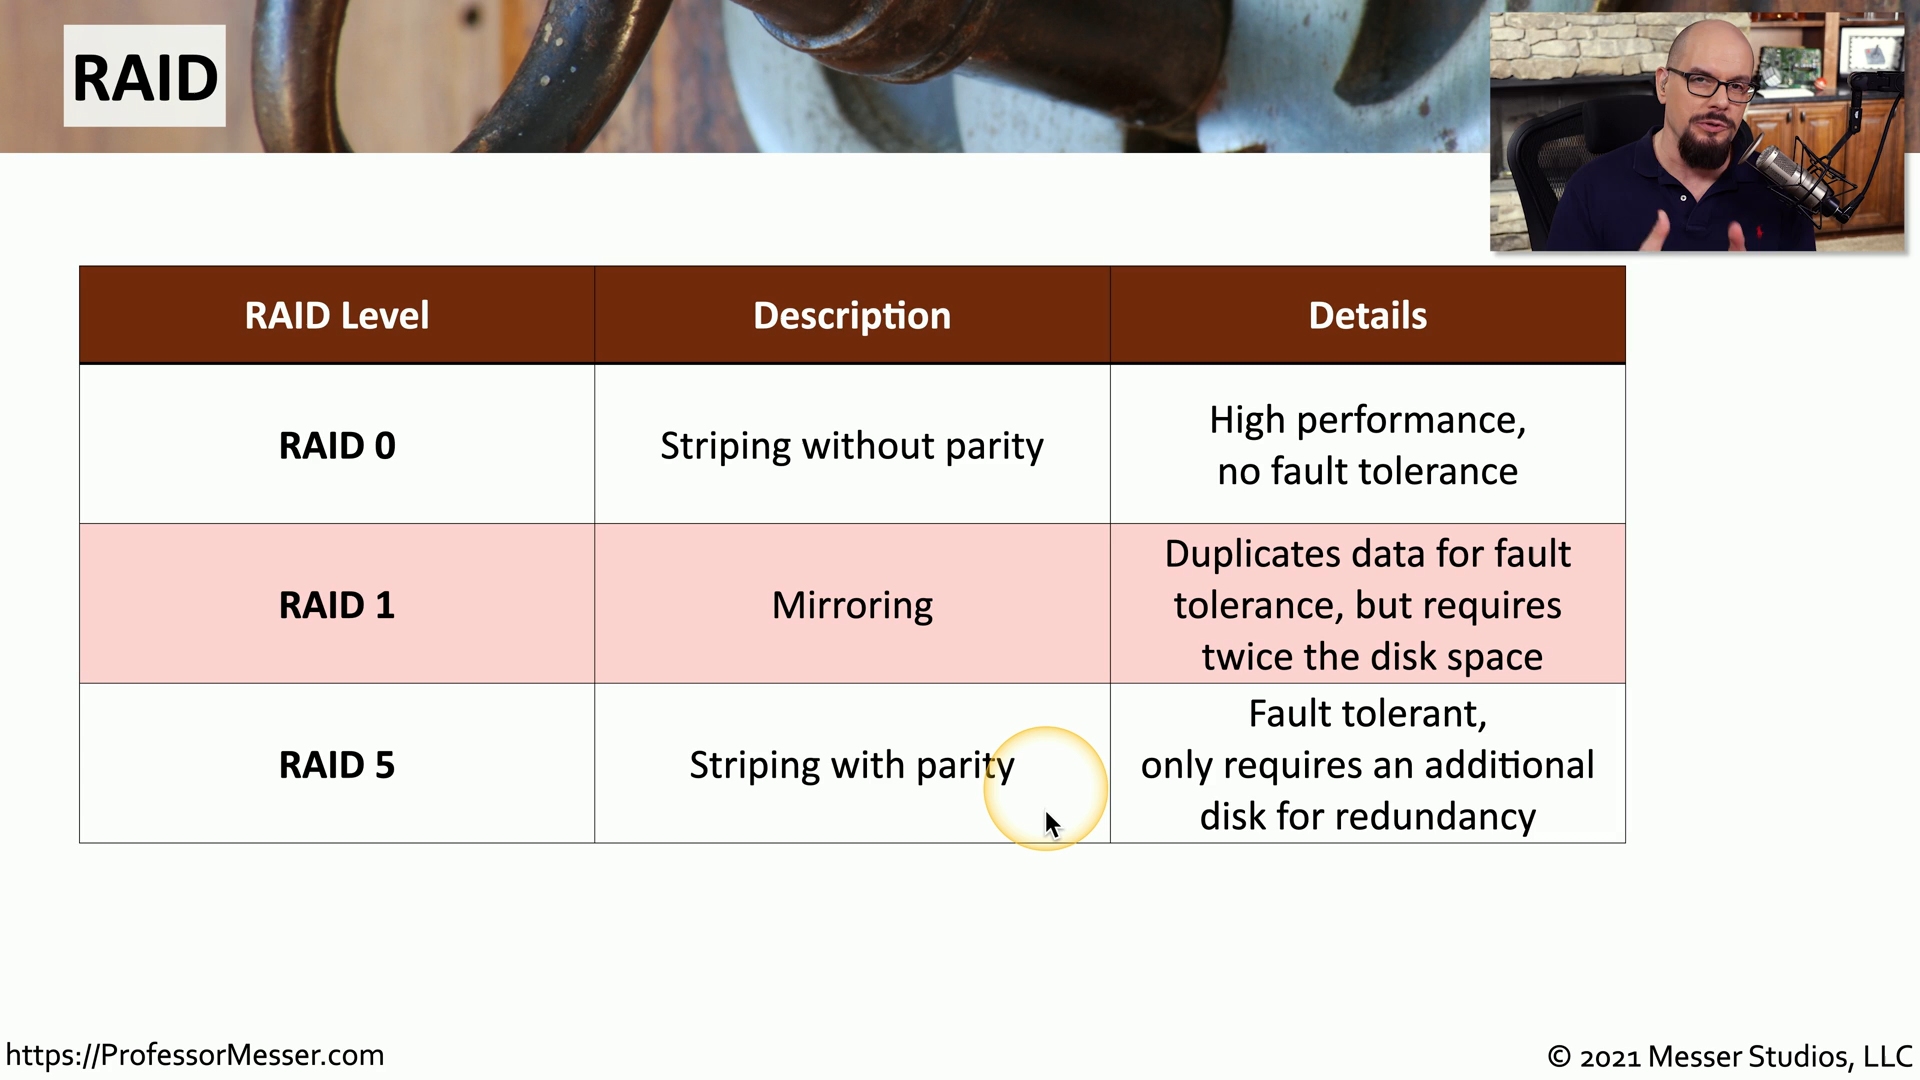 RAID
RAID Level
Description
Details
RAID 0
Striping without parity
High performance,
no fault tolerance
RAID 1
Mirroring
Duplicates data for fault
tolerance, but requires
twice the disk space
RAID 5
Striping with parity
Fault tolerant,
only requires an additional
disk for redundancy
https://ProfessorMesser.com
© 2021 Messer Studios, LLC